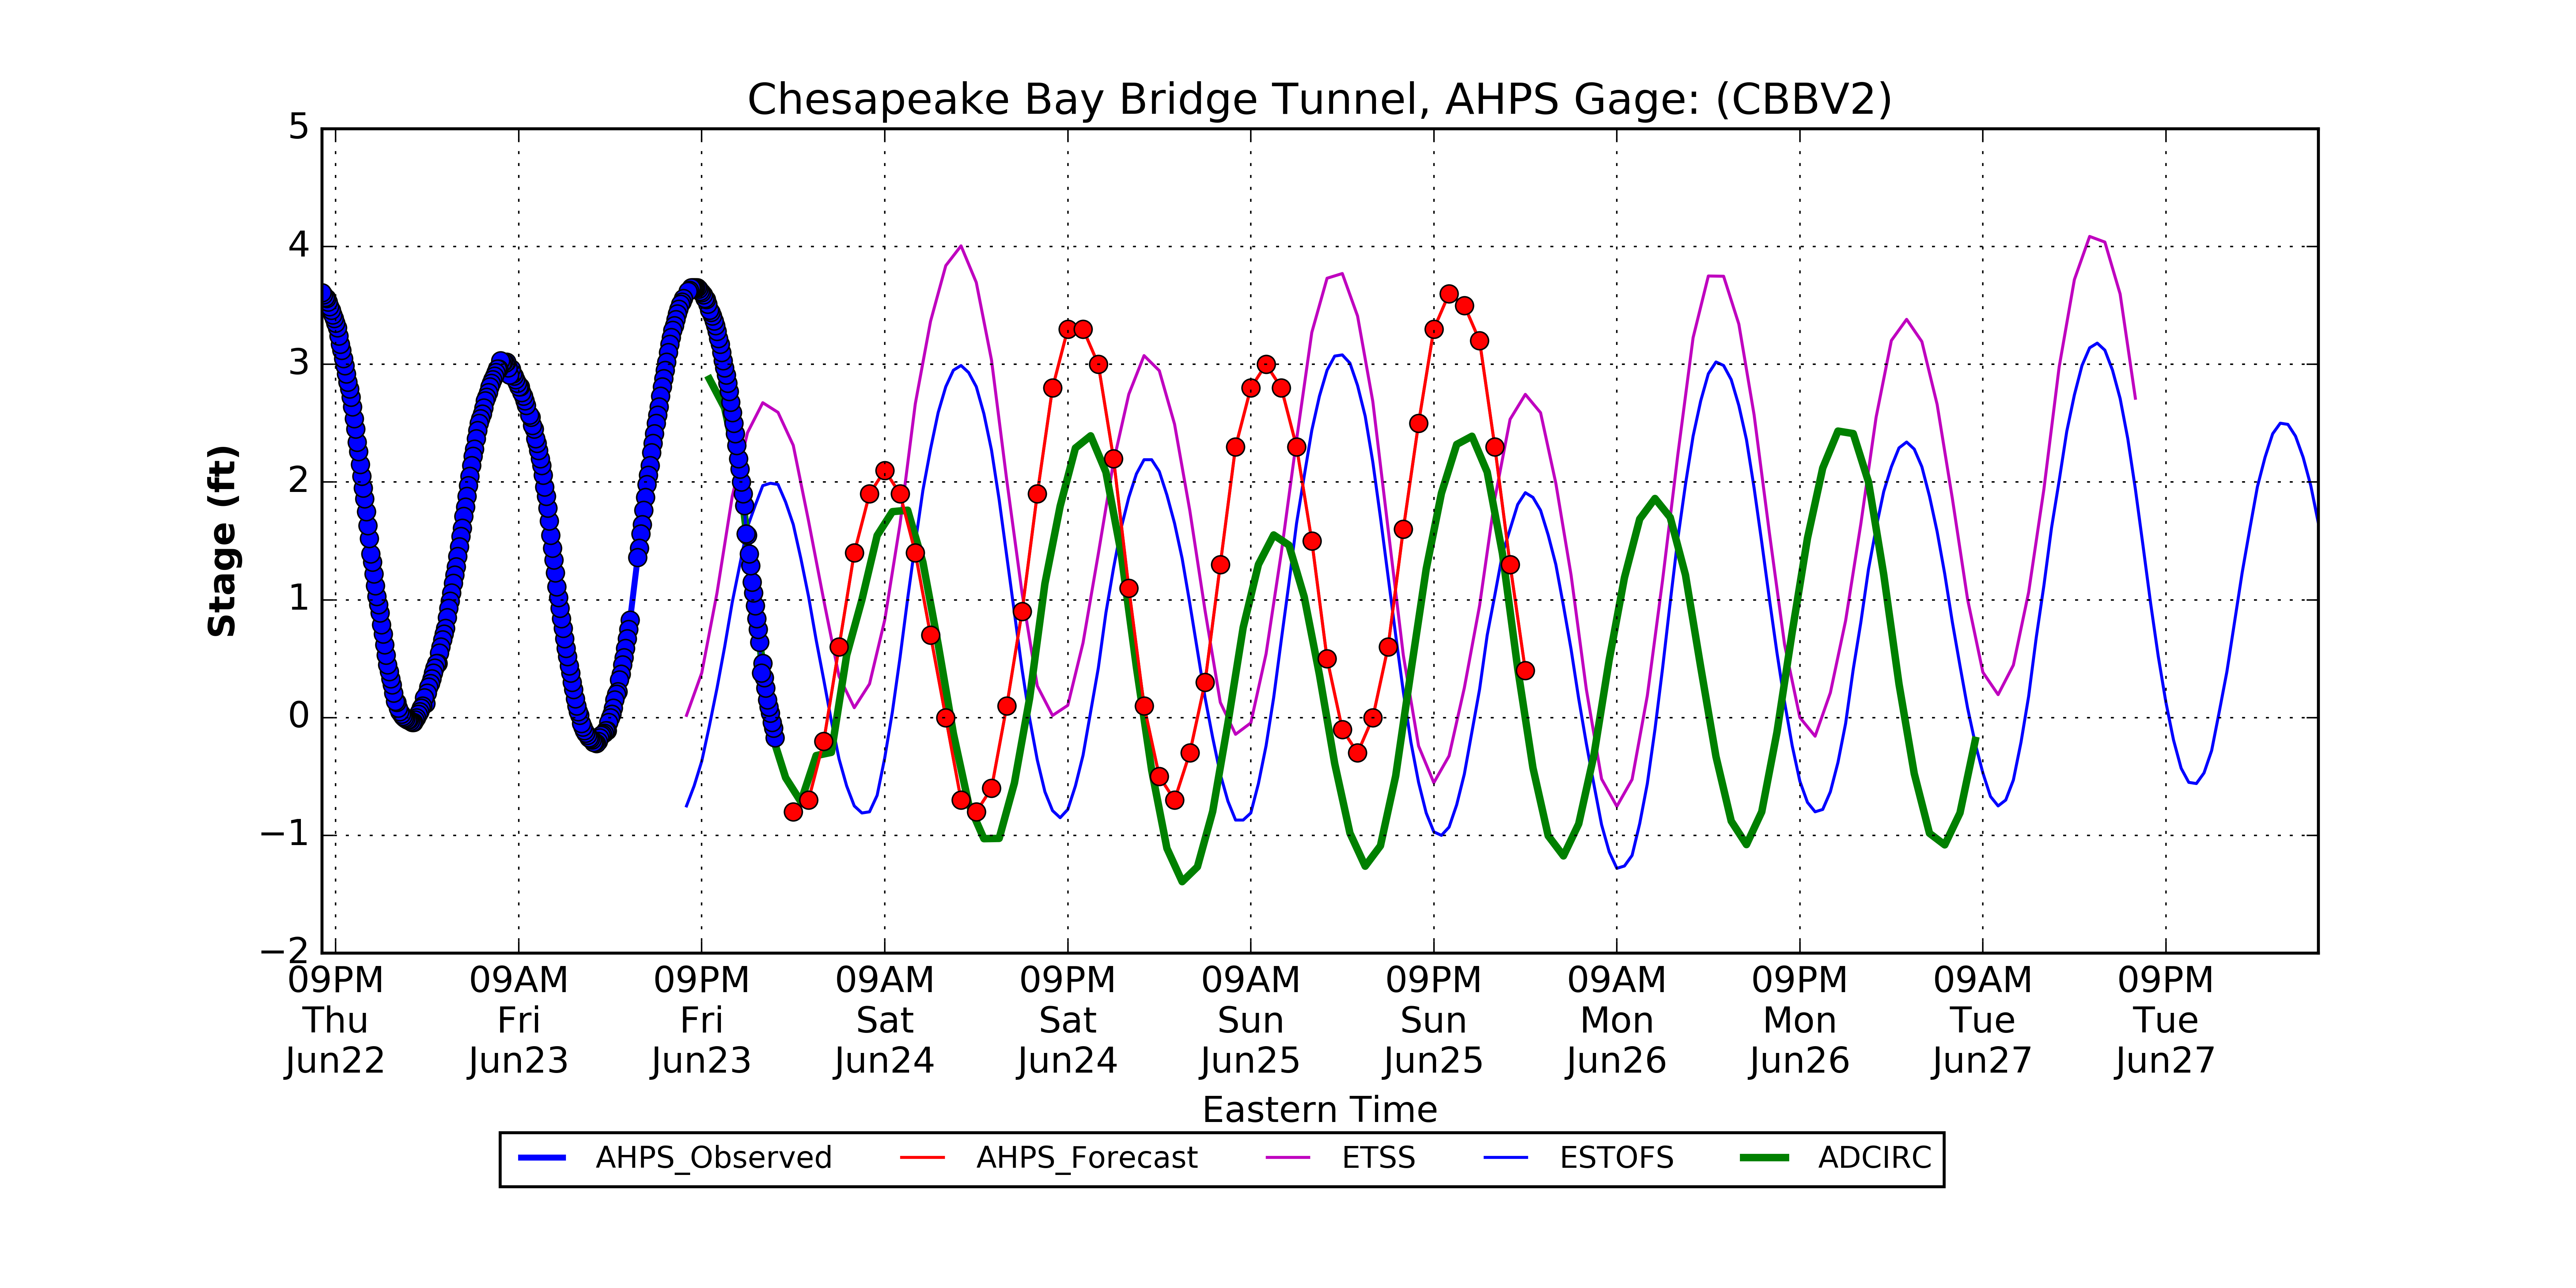 Chesapeake Bay Bridge Tunnel, AHPS Gage: (CBBV2)
5
4
3
2
1
0
−1
−2
Stage (ft)
09PM 09AM 09PM 09AM 09PM 09AM 09PM 09AM 09PM 09AM 09PM
Thu Fri Fri Sat Sat Sun Sun Mon Mon Tue Tue
Jun22 Jun23 Jun23 Jun24 Jun24 Jun25 Jun25 Jun26 Jun26 Jun27 Jun27
Eastern Time
AHPS_Observed AHPS_Forecast ETSS ESTOFS ADCIRC